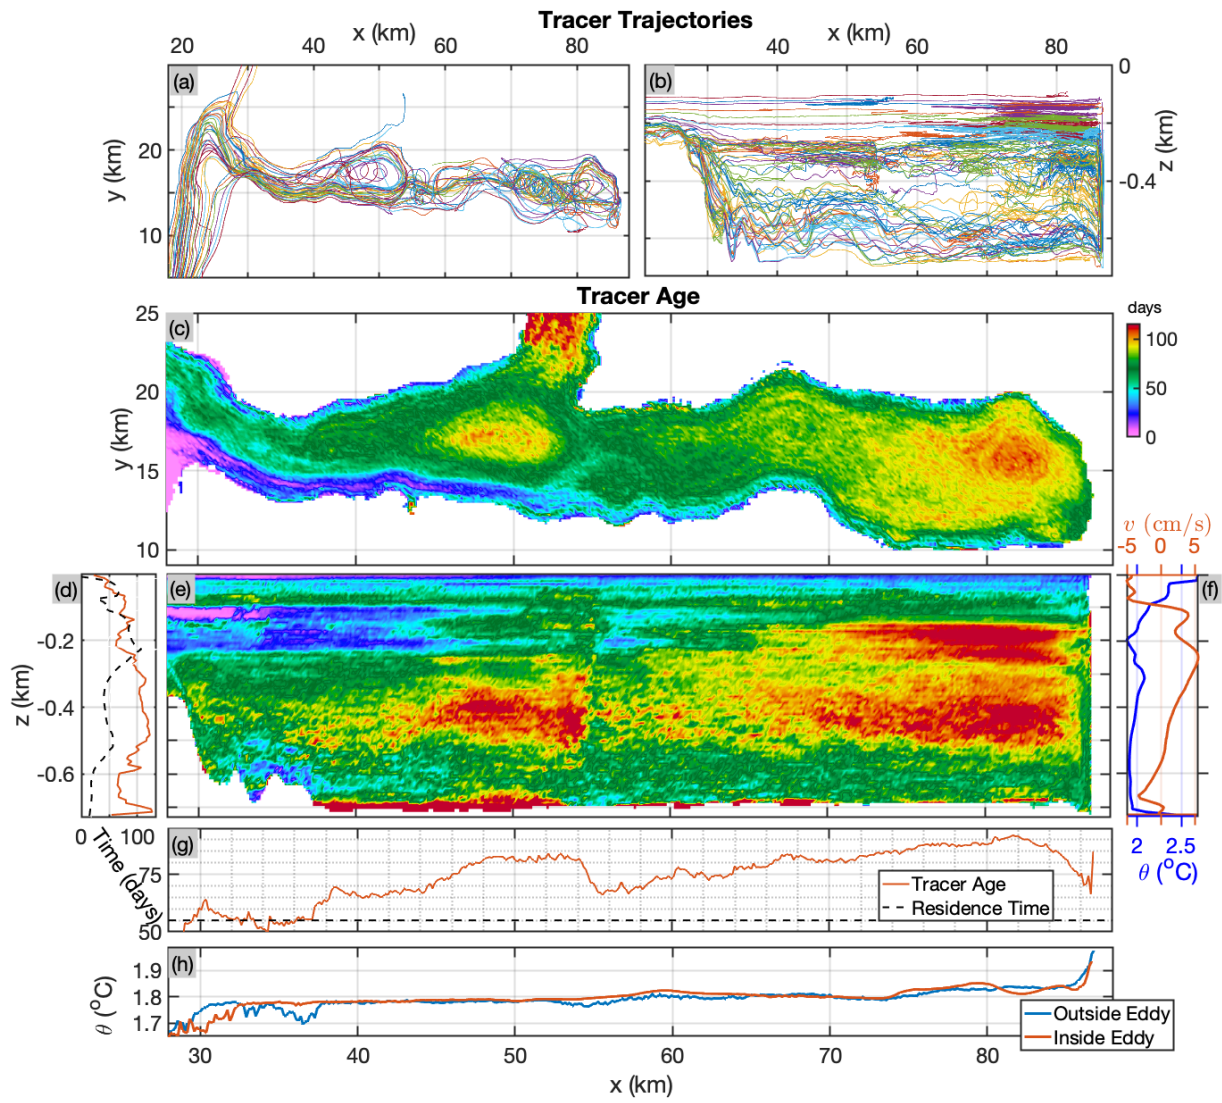 Tracer Trajectories
x (km)
x (km)
20 40 60 80
40 60 80
(a)
(b)
0
-0.4
z (km)
20
10
y (km)
Tracer Age
(c)
25
20
15
10
y (km)
days
100
50
0
v (cm/s)
-5 0 5
(d)
(e)
(f)
-0.2
-0.4
-0.6
z (km)
0
Time (days)
2 2.5
θ (°C)
(g)
100
75
50
Tracer Age
Residence Time
(h)
1.9
1.8
1.7
θ (°C)
Outside Eddy
Inside Eddy
30 40 50 60 70 80
x (km)